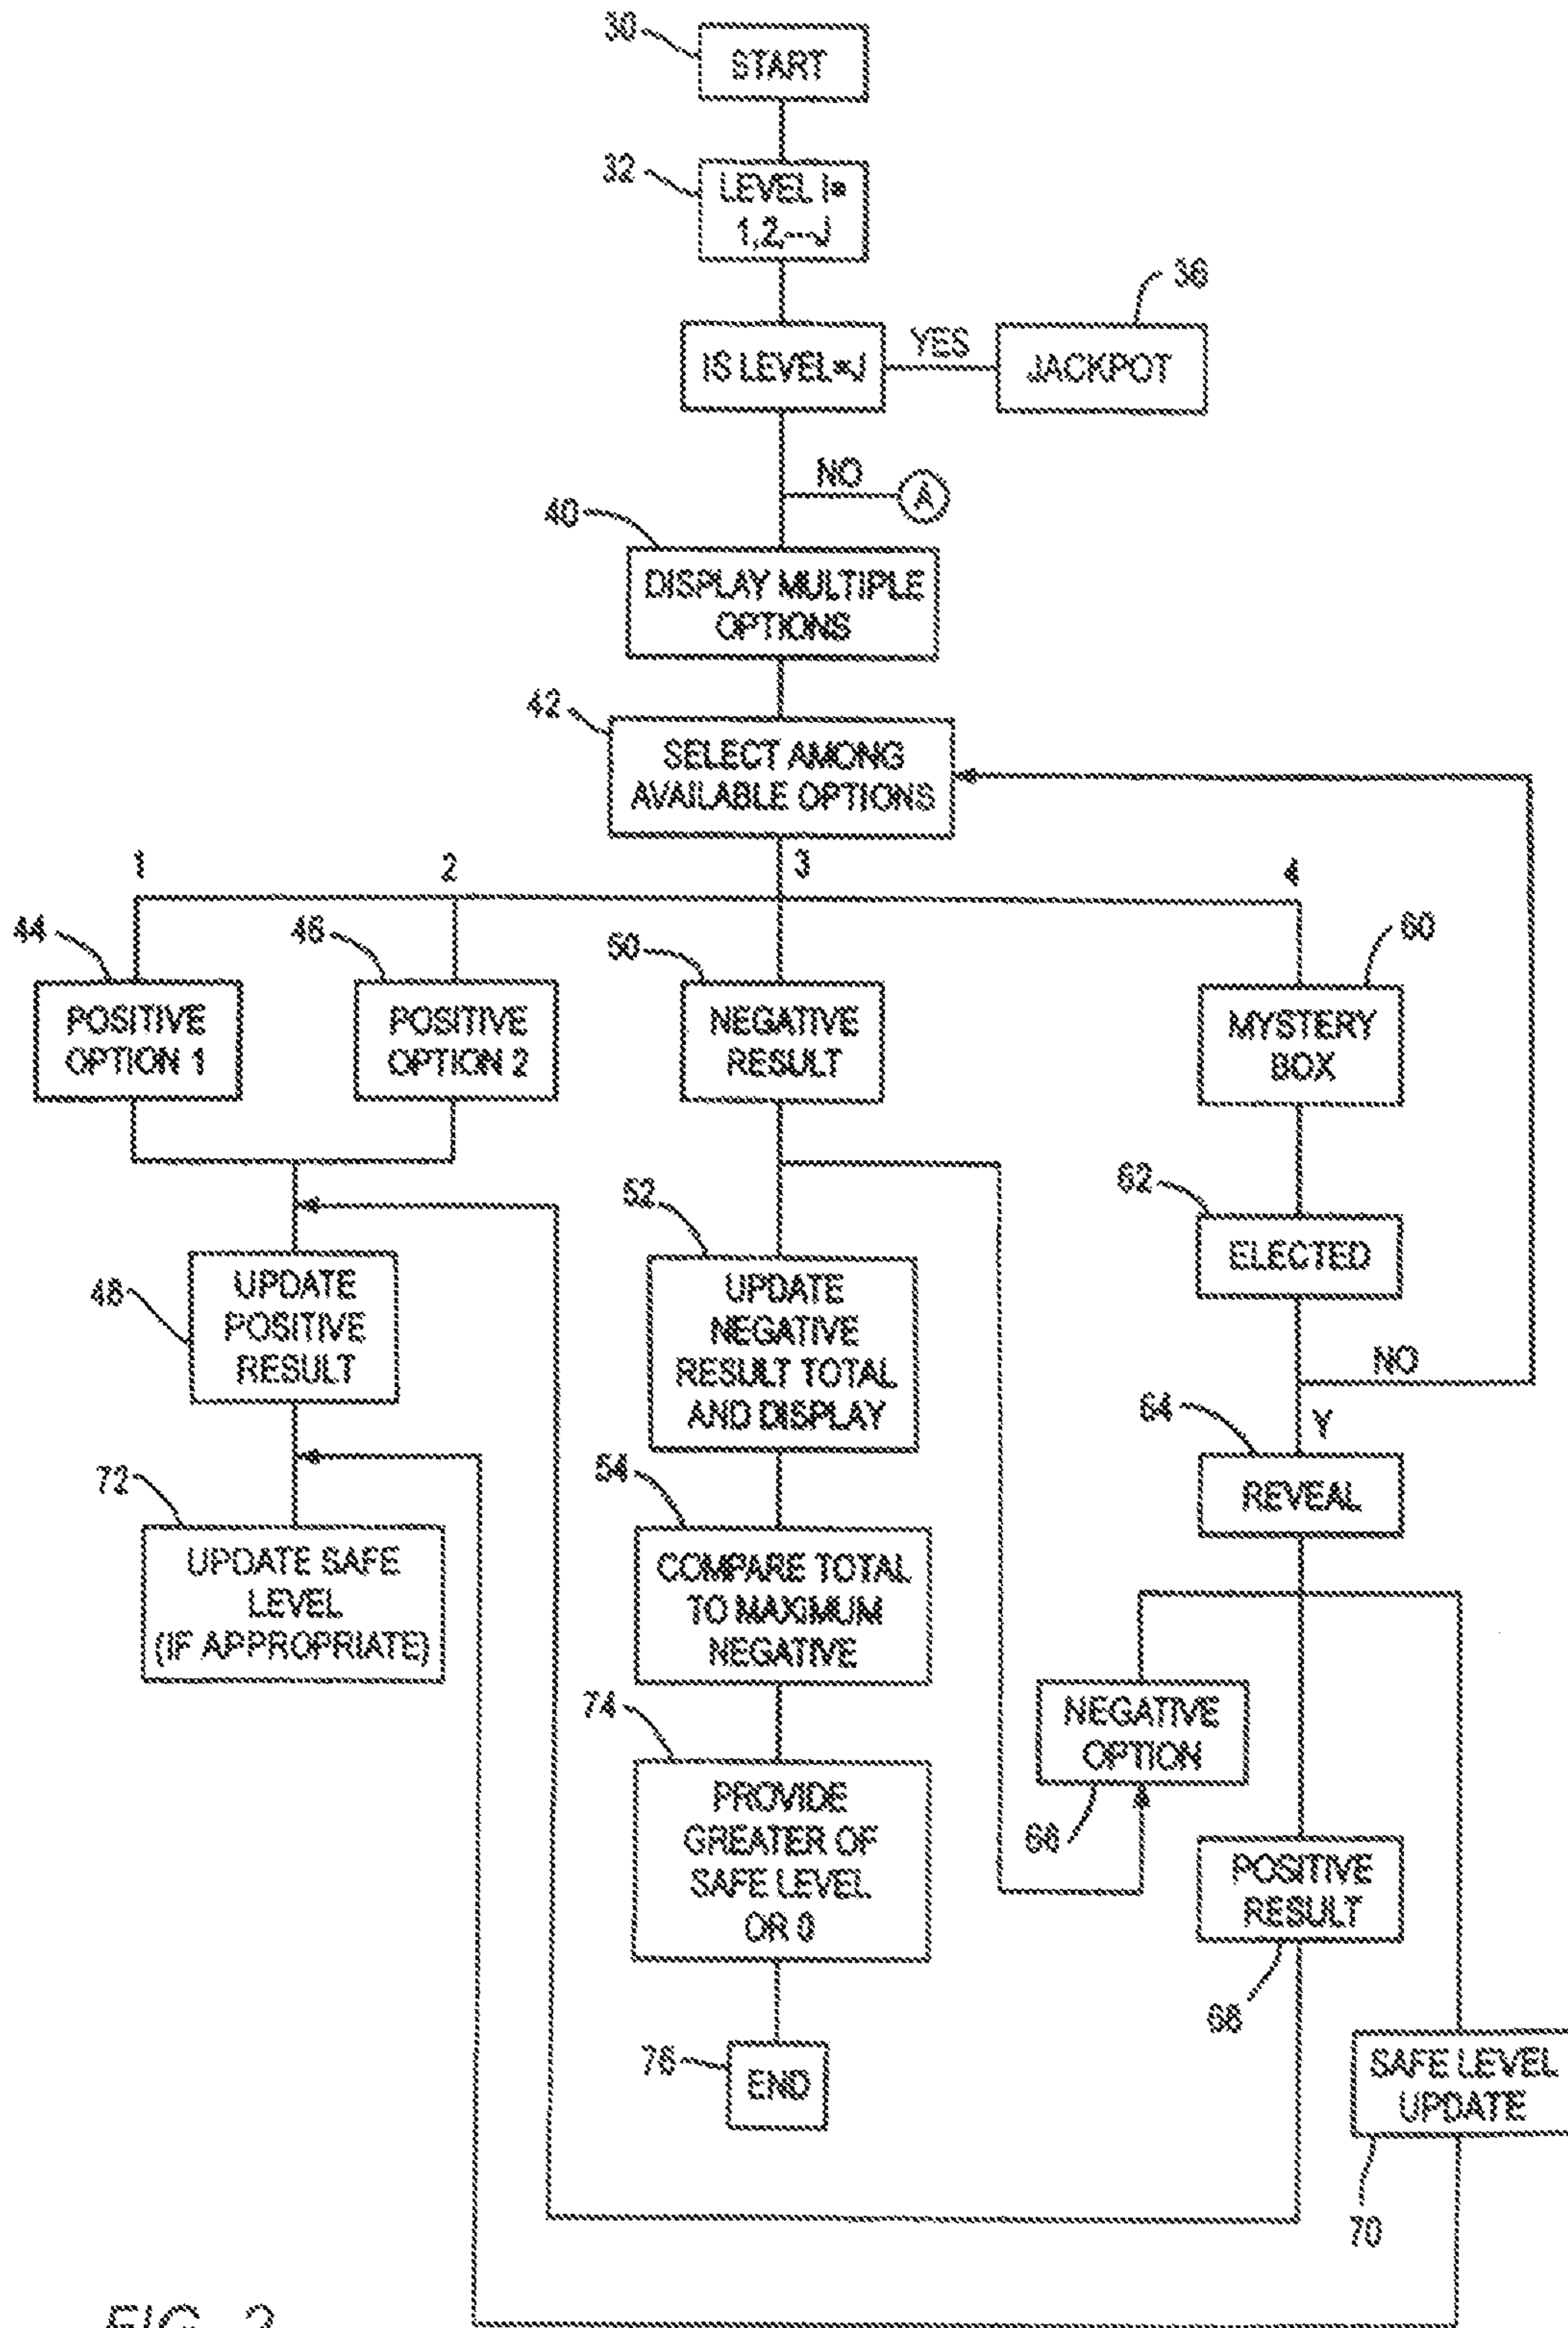 30
START
32
LEVEL I=
1,2---J
36
IS LEVEL=J
YES
JACKPOT
NO
A
40
DISPLAY MULTIPLE
OPTIONS
42
SELECT AMONG
AVAILABLE OPTIONS
1
2
3
4
44
46
50
60
POSITIVE
OPTION 1
POSITIVE
OPTION 2
NEGATIVE
RESULT
MYSTERY
BOX
52
62
ELECTED
48
UPDATE
POSITIVE
RESULT
UPDATE
NEGATIVE
RESULT TOTAL
AND DISPLAY
NO
64
Y
REVEAL
72
54
UPDATE SAFE
LEVEL
(IF APPROPRIATE)
COMPARE TOTAL
TO MAXIMUM
NEGATIVE
74
NEGATIVE
OPTION
66
PROVIDE
GREATER OF
SAFE LEVEL
OR 0
POSITIVE
RESULT
68
76
END
SAFE LEVEL
UPDATE
70
FIG. 2